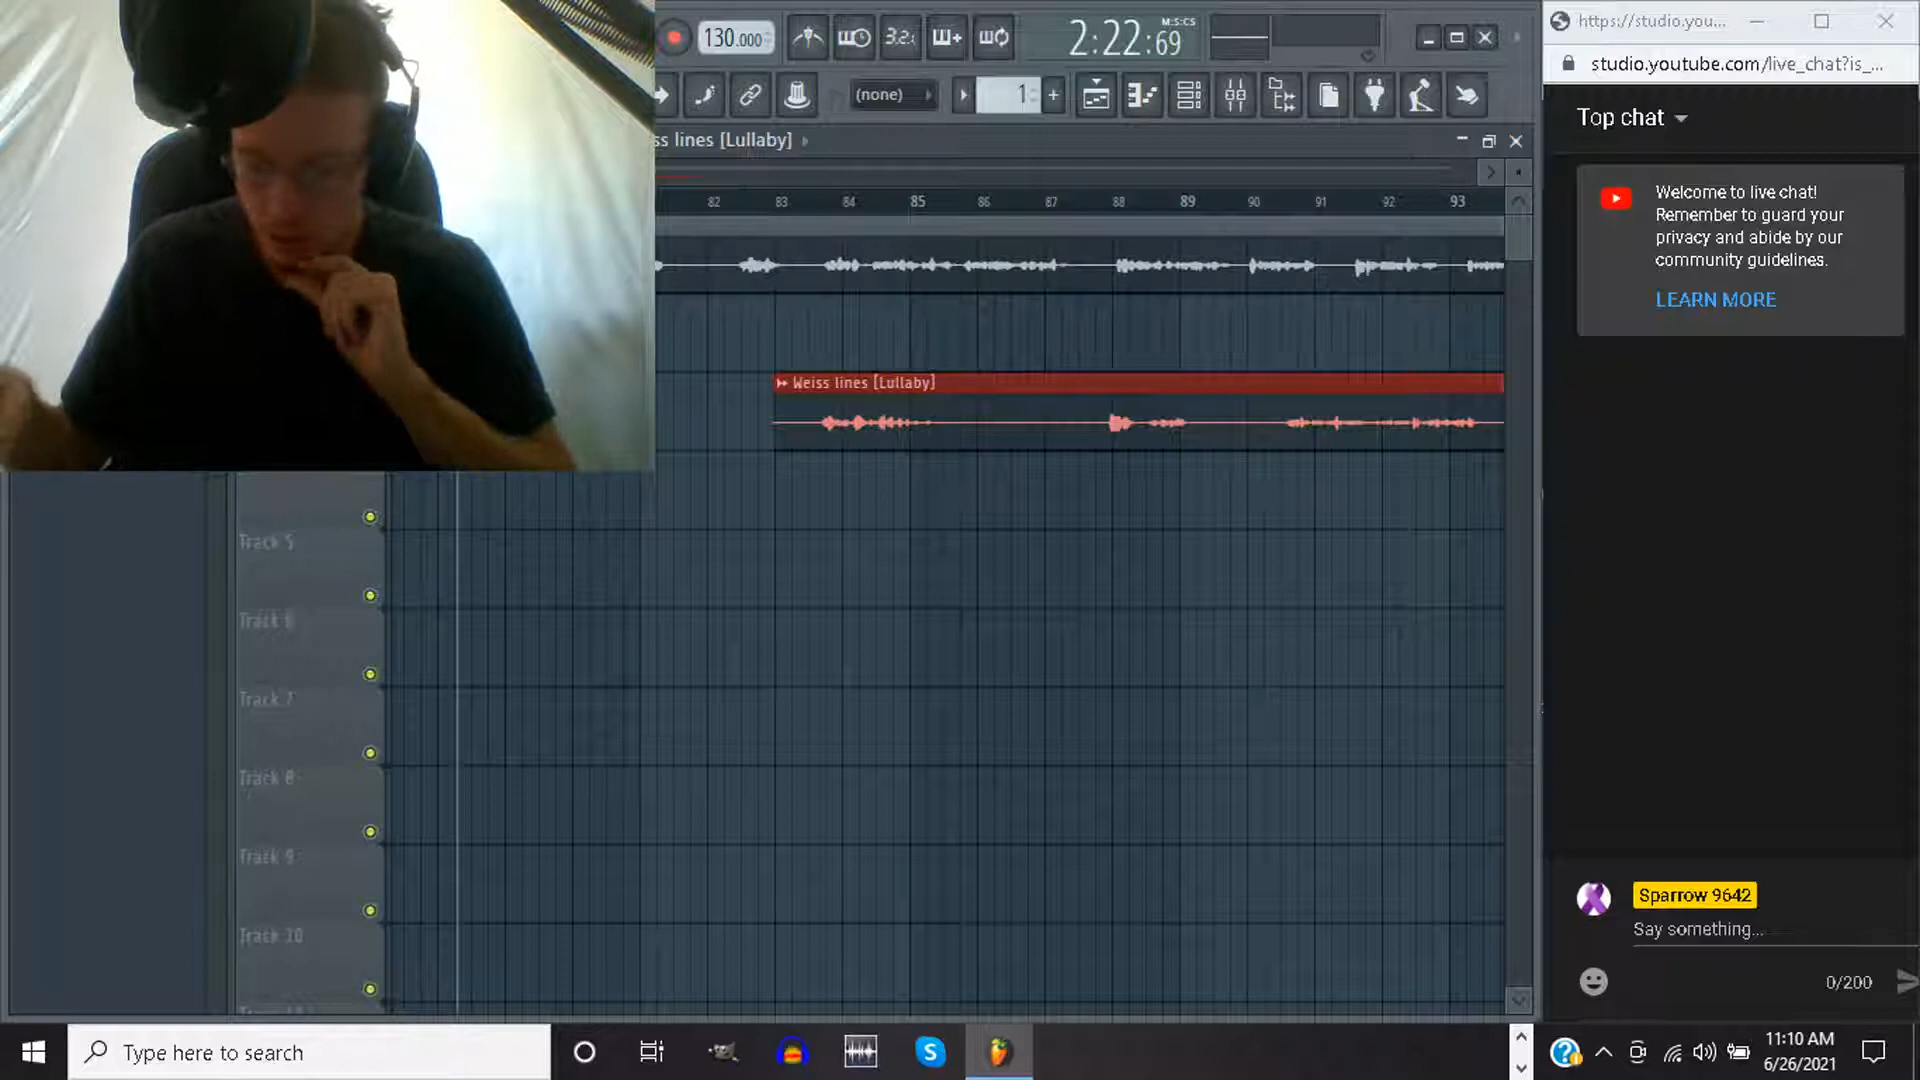 130.000
3.2:
2:22:69
M:S:CS
(none)
1
ss lines [Lullaby]
82 83 84 85 86 87 88 89 90 91 92 93
Weiss lines [Lullaby]
Track 5
Track 6
Track 7
Track 8
Track 9
Track 10
https://studio.you...
studio.youtube.com/live_chat?is_...
Top chat
Welcome to live chat!
Remember to guard your
privacy and abide by our
community guidelines.
LEARN MORE
Sparrow 9642
Say something...
0/200
Type here to search
11:10 AM
6/26/2021